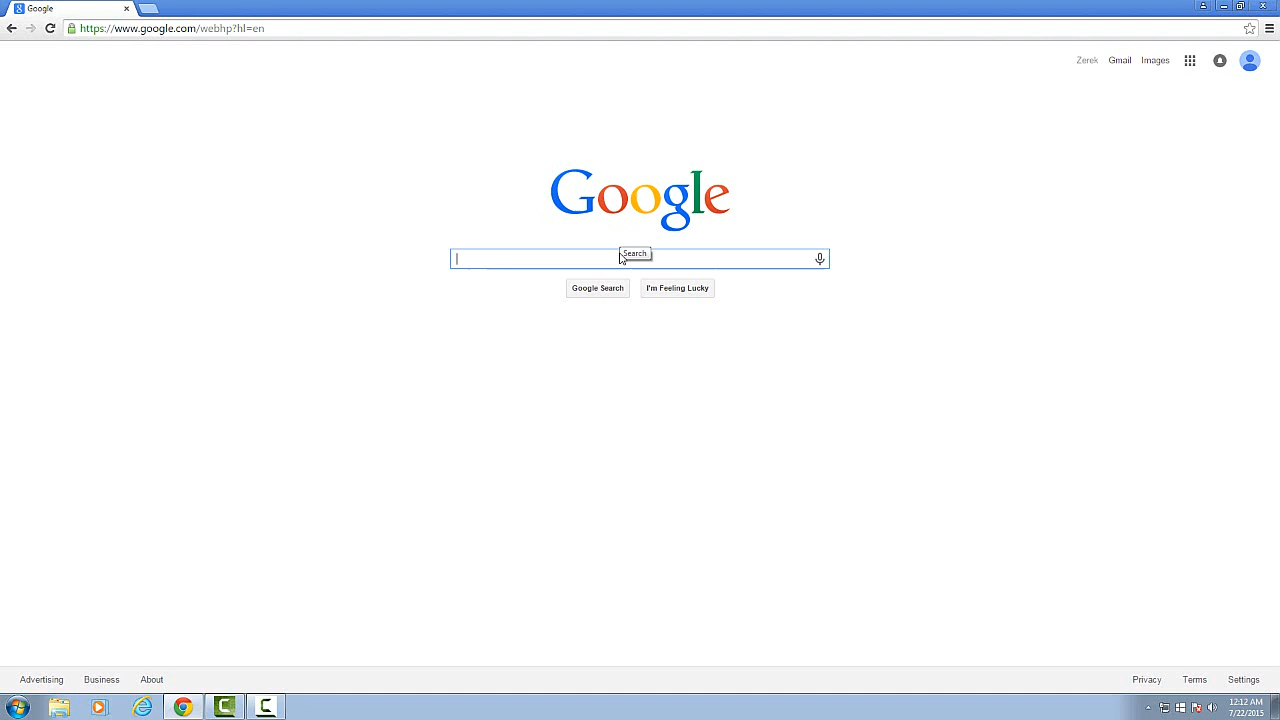 Google
https://www.google.com/webhp?hl=en
Zerek Gmail Images
Google
Search
Google Search I'm Feeling Lucky
Advertising Business About Privacy Terms Settings
12:12 AM
7/22/2015